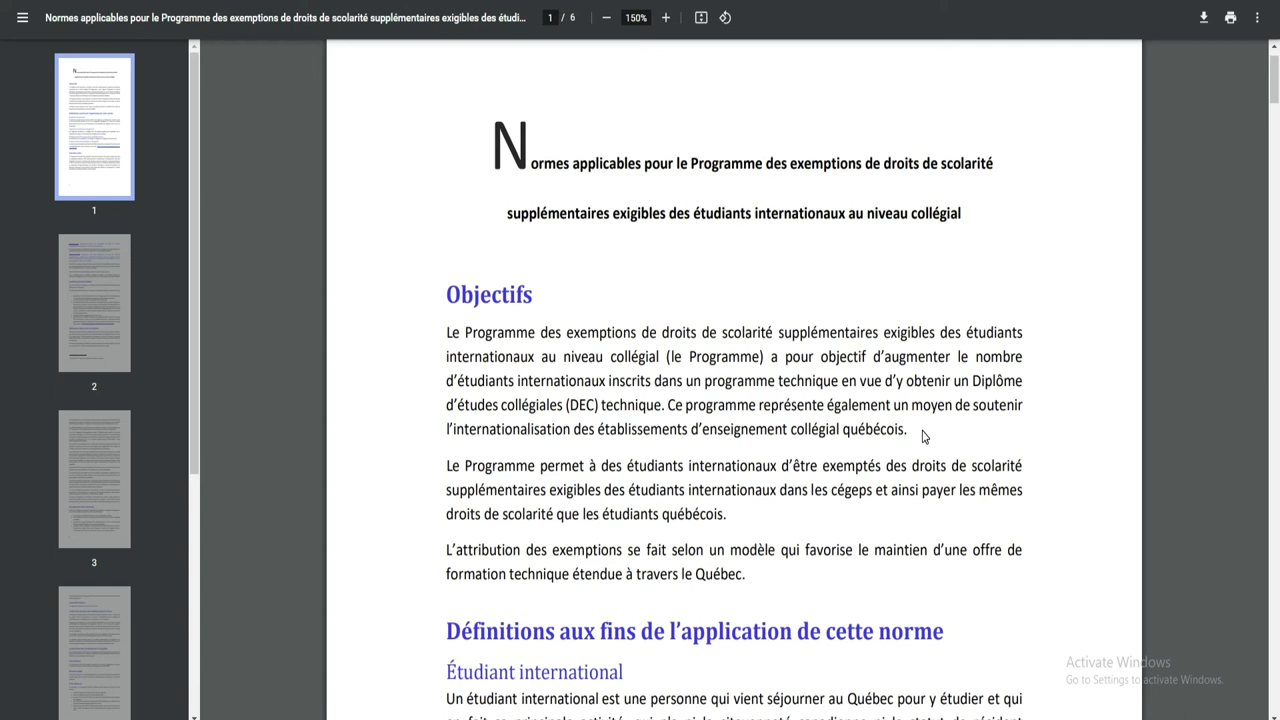 Normes applicables pour le Programme des exemptions de droits de scolarité supplémentaires exigibles des étudi...
1 / 6
150%
1
2
3
Normes applicables pour le Programme des exemptions de droits de scolarité
supplémentaires exigibles des étudiants internationaux au niveau collégial
Objectifs
Le Programme des exemptions de droits de scolarité supplémentaires exigibles des étudiants
internationaux au niveau collégial (le Programme) a pour objectif d’augmenter le nombre
d’étudiants internationaux inscrits dans un programme technique en vue d’y obtenir un Diplôme
d’études collégiales (DEC) technique. Ce programme représente également un moyen de soutenir
l’internationalisation des établissements d’enseignement collégial québécois.
Le Programme permet à des étudiants internationaux d’être exemptés des droits de scolarité
supplémentaires exigibles des étudiants internationaux dans les cégeps et ainsi payer les mêmes
droits de scolarité que les étudiants québécois.
L’attribution des exemptions se fait selon un modèle qui favorise le maintien d’une offre de
formation technique étendue à travers le Québec.
Définitions aux fins de l’application de cette norme
Étudiant international
Un étudiant international est une personne qui vient séjourner au Québec pour y étudier et qui
Activate Windows
Go to Settings to activate Windows.